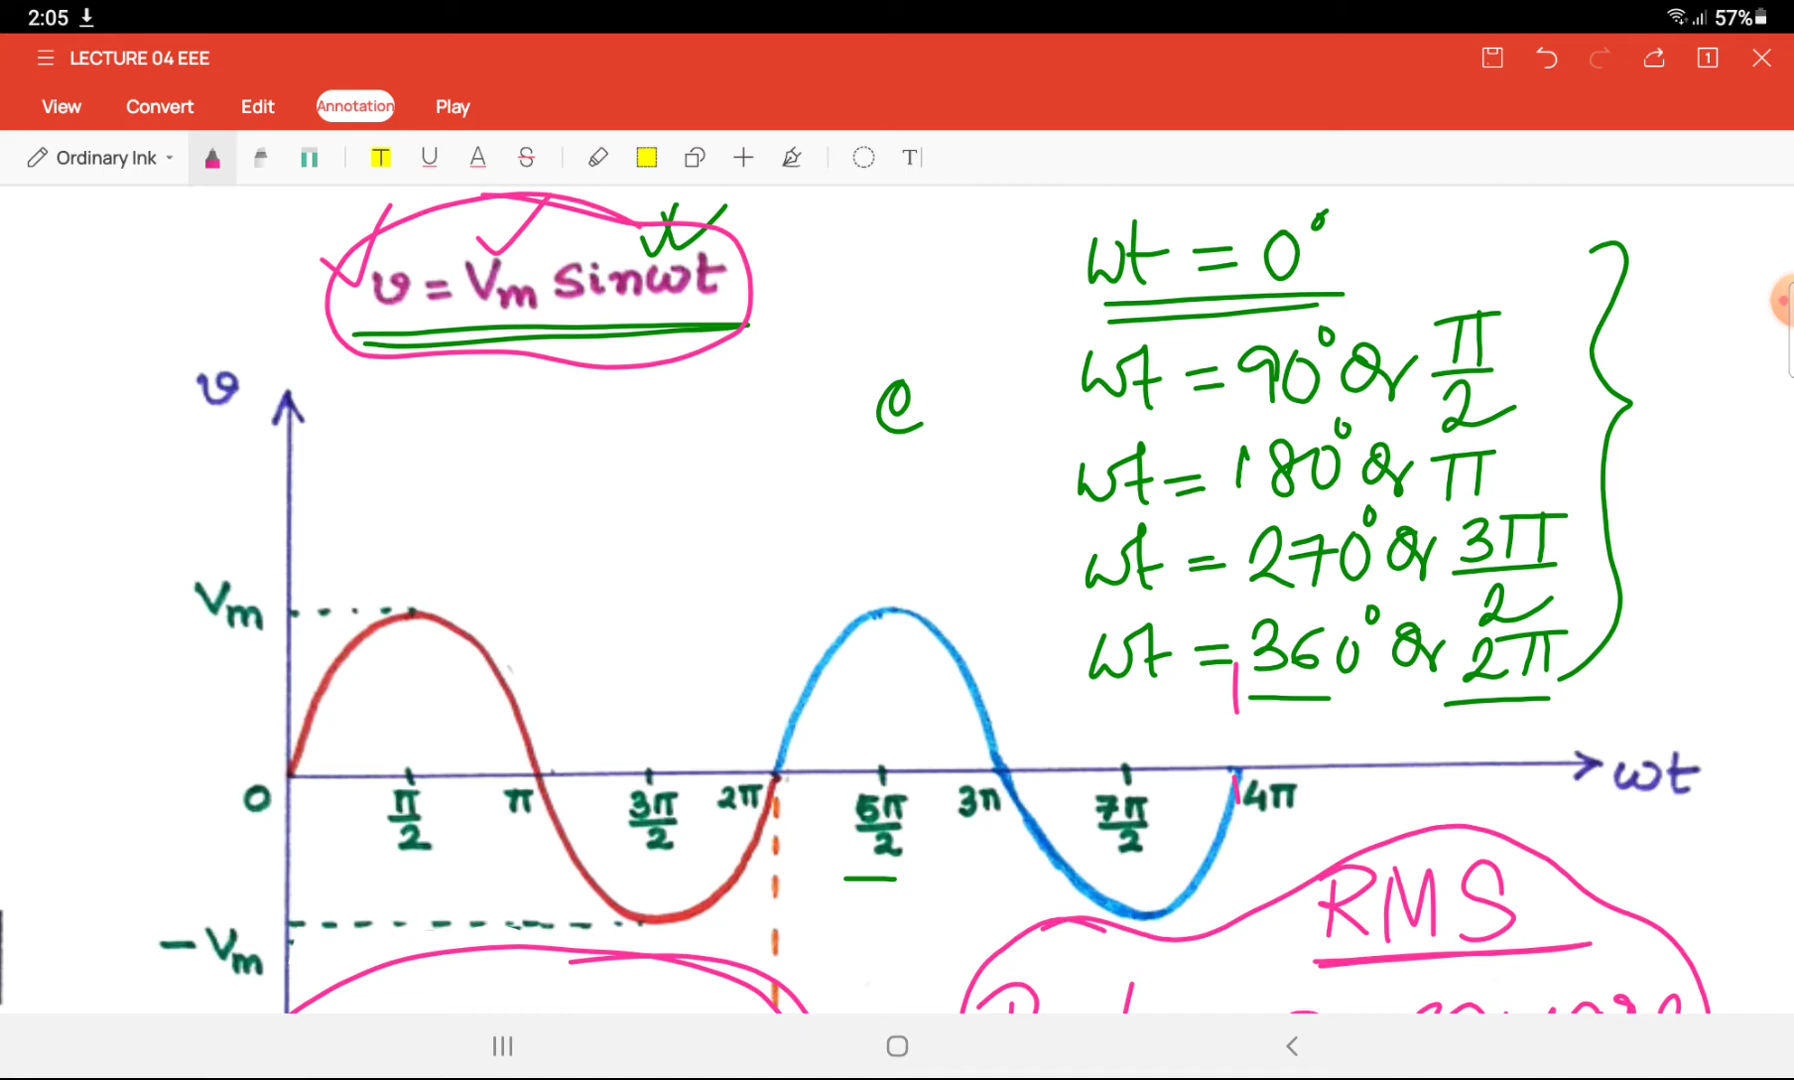 2:05
57%
LECTURE 04 EEE
1
View Convert Edit Annotation Play
Ordinary Ink T U A S T
v = Vm sinωt
ωt = 0°
ωt = 90° or π/2
ωt = 180° or π
ωt = 270° or 3π/2
ωt = 360° or 2π
v
e
Vm
0 π/2 π 3π/2 2π 5π/2 3π 7π/2 4π ωt
-Vm
RMS